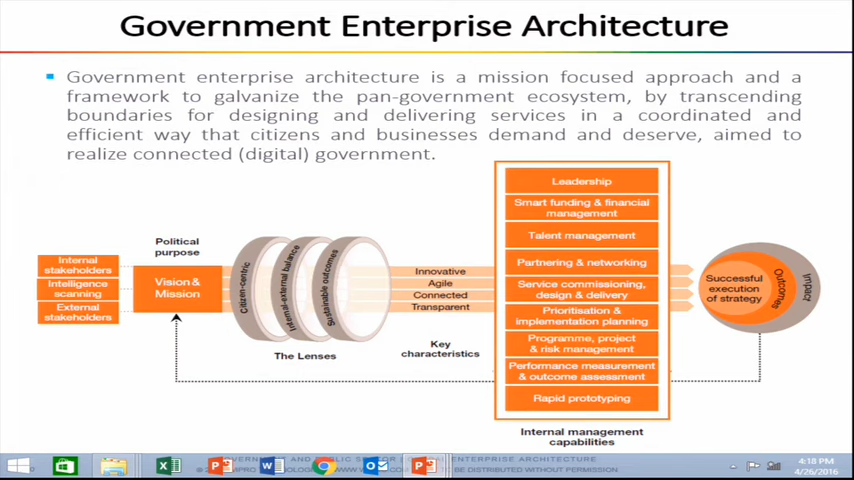 Government Enterprise Architecture
Government enterprise architecture is a mission focused approach and a
framework to galvanize the pan-government ecosystem, by transcending
boundaries for designing and delivering services in a coordinated and
efficient way that citizens and businesses demand and deserve, aimed to
realize connected (digital) government.
Internal
stakeholders
Intelligence
scanning
External
stakeholders
Political
purpose
Vision &
Mission
Citizen-centric
Internal-external balance
Sustainable outcomes
The Lenses
Innovative
Agile
Connected
Transparent
Key
characteristics
Leadership
Smart funding & financial
management
Talent management
Partnering & networking
Service commissioning,
design & delivery
Prioritisation &
implementation planning
Programme, project
& risk management
Performance measurement
& outcome assessment
Rapid prototyping
Internal management
capabilities
Successful
execution
of strategy
Outcomes
Impact
4:18 PM
4/26/2016